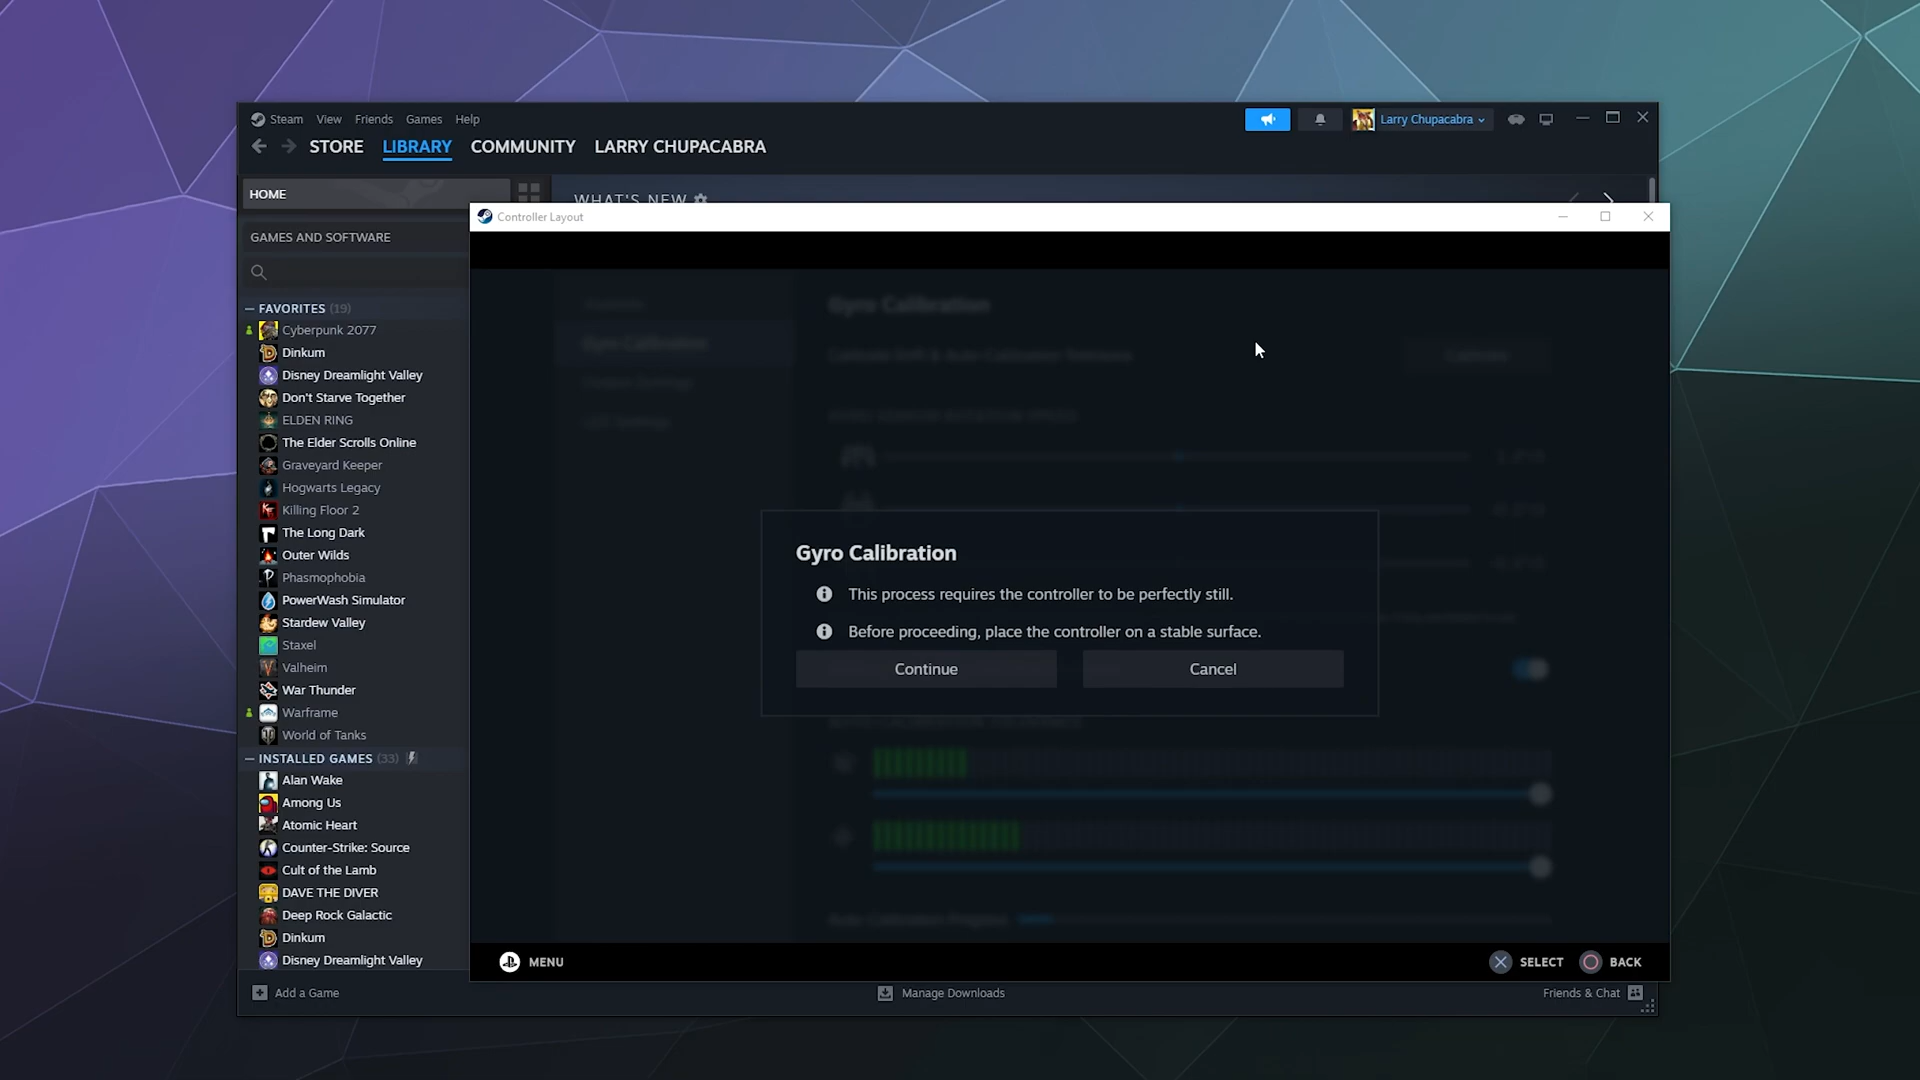 Steam View Friends Games Help
Larry Chupacabra
STORE LIBRARY COMMUNITY LARRY CHUPACABRA
HOME
WHAT'S NEW
Controller Layout
GAMES AND SOFTWARE
FAVORITES (19)
Cyberpunk 2077
Dinkum
Disney Dreamlight Valley
Don't Starve Together
ELDEN RING
The Elder Scrolls Online
Graveyard Keeper
Hogwarts Legacy
Killing Floor 2
The Long Dark
Outer Wilds
Phasmophobia
PowerWash Simulator
Stardew Valley
Staxel
Valheim
War Thunder
Warframe
World of Tanks
INSTALLED GAMES (33)
Alan Wake
Among Us
Atomic Heart
Counter-Strike: Source
Cult of the Lamb
DAVE THE DIVER
Deep Rock Galactic
Dinkum
Disney Dreamlight Valley
Gyro Calibration
Gyro Calibration
Calibrate
Gyro Calibration
This process requires the controller to be perfectly still.
Before proceeding, place the controller on a stable surface.
Continue Cancel
MENU
SELECT BACK
Add a Game
Manage Downloads
Friends & Chat